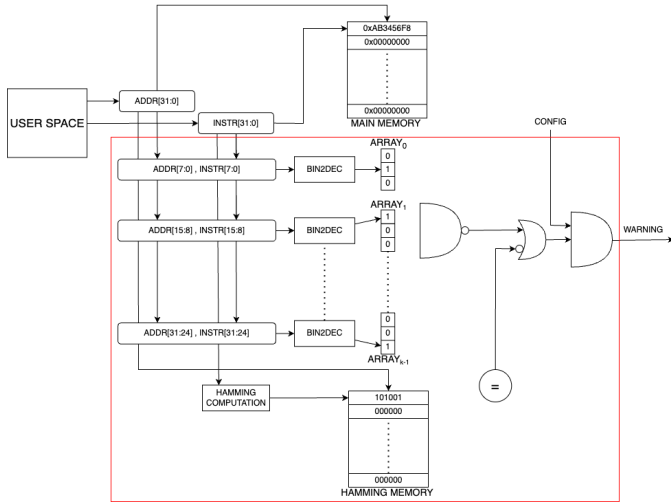 0xAB3456F8
0x00000000
0x00000000
MAIN MEMORY
USER SPACE
ADDR[31:0]
INSTR[31:0]
CONFIG
ADDR[7:0] , INSTR[7:0]
BIN2DEC
ARRAY0
0
1
0
ADDR[15:8] , INSTR[15:8]
BIN2DEC
ARRAY1
1
0
0
WARNING
ADDR[31:24] , INSTR[31:24]
BIN2DEC
0
0
1
ARRAYk-1
=
HAMMING
COMPUTATION
101001
000000
000000
HAMMING MEMORY